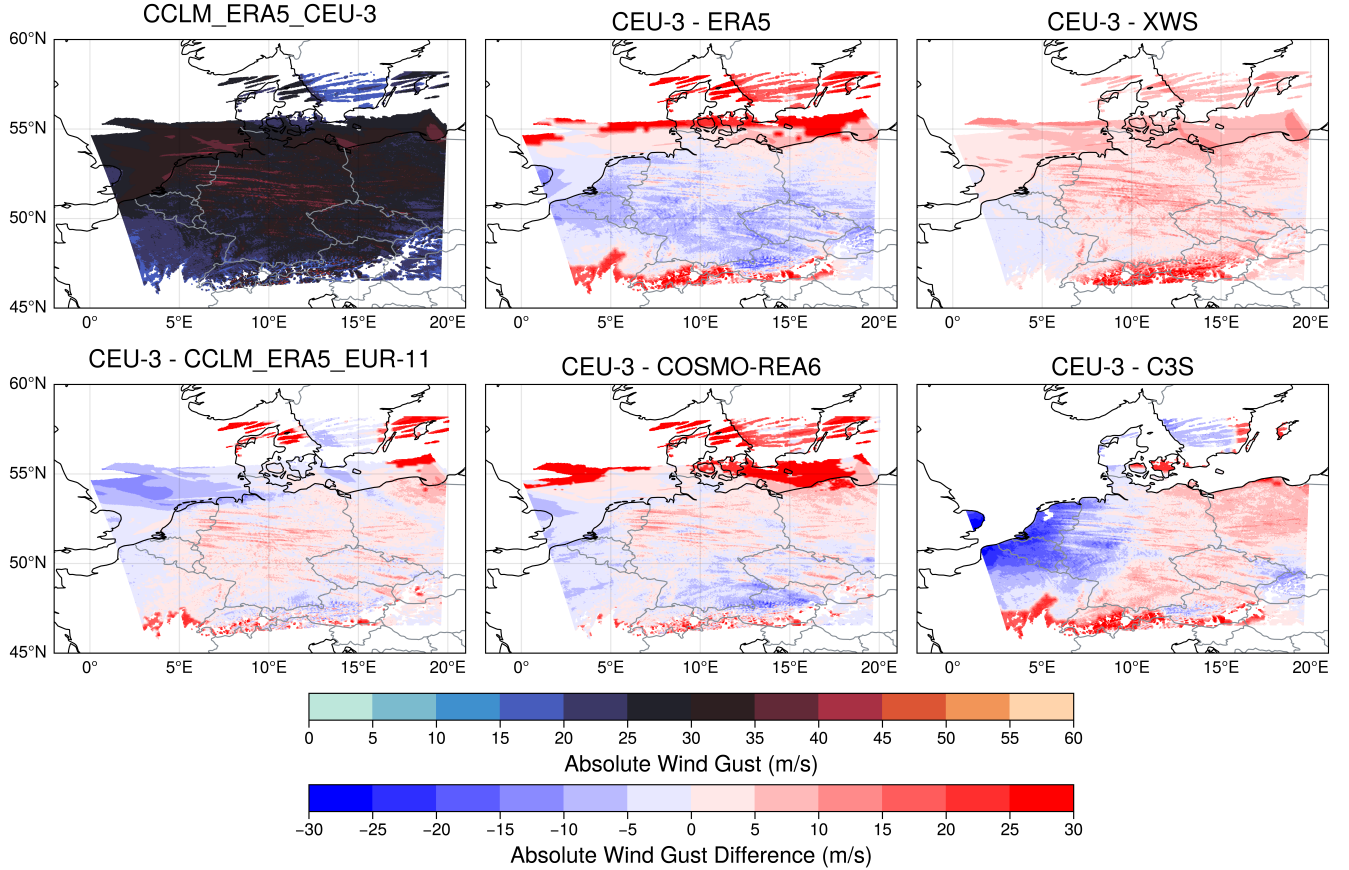 CCLM_ERA5_CEU-3
CEU-3 - ERA5
CEU-3 - XWS
60°N
55°N
50°N
45°N
0°
5°E
10°E
15°E
20°E
0°
5°E
10°E
15°E
20°E
0°
5°E
10°E
15°E
20°E
CEU-3 - CCLM_ERA5_EUR-11
CEU-3 - COSMO-REA6
CEU-3 - C3S
60°N
55°N
50°N
45°N
0°
5°E
10°E
15°E
20°E
0°
5°E
10°E
15°E
20°E
0°
5°E
10°E
15°E
20°E
0 5 10 15 20 25 30 35 40 45 50 55 60
Absolute Wind Gust (m/s)
−30 −25 −20 −15 −10 −5 0 5 10 15 20 25 30
Absolute Wind Gust Difference (m/s)